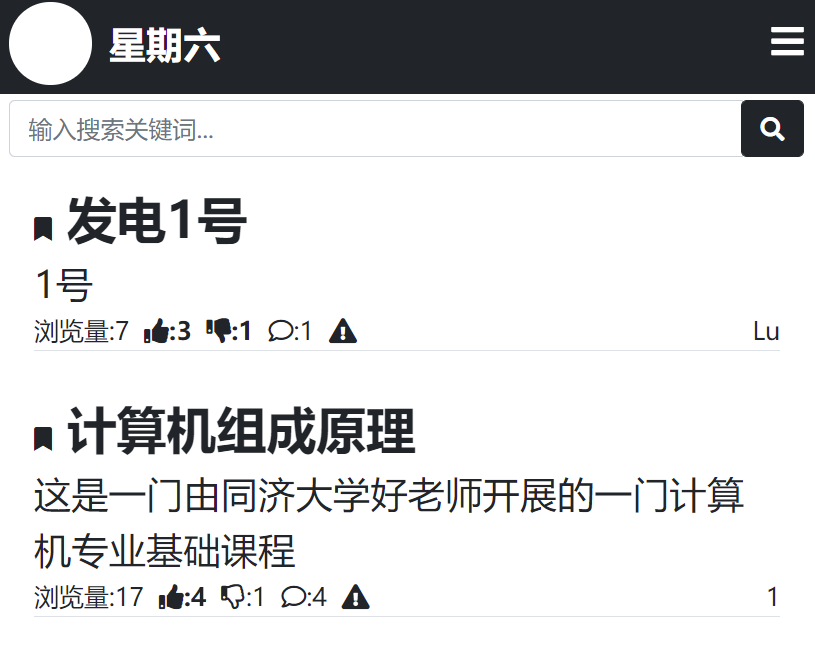 星期六
输入搜索关键词...
发电1号
1号
浏览量:7 :3 :1 :1 Lu
计算机组成原理
这是一门由同济大学好老师开展的一门计算
机专业基础课程
浏览量:17 :4 :1 :4 1